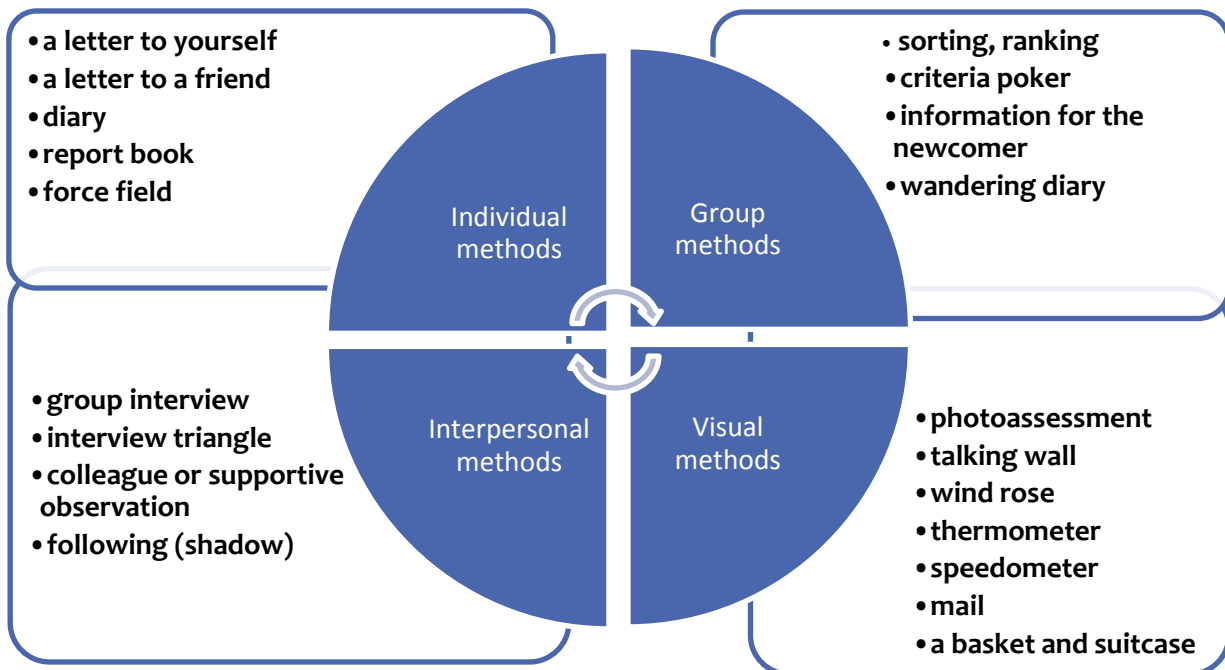 •a letter to yourself
•a letter to a friend
•diary
•report book
•force field
• sorting, ranking
•criteria poker
•information for the
newcomer
•wandering diary
Individual
methods
Group
methods
Interpersonal
methods
Visual
methods
•group interview
•interview triangle
•colleague or supportive
observation
•following (shadow)
•photoassessment
•talking wall
•wind rose
•thermometer
•speedometer
•mail
•a basket and suitcase